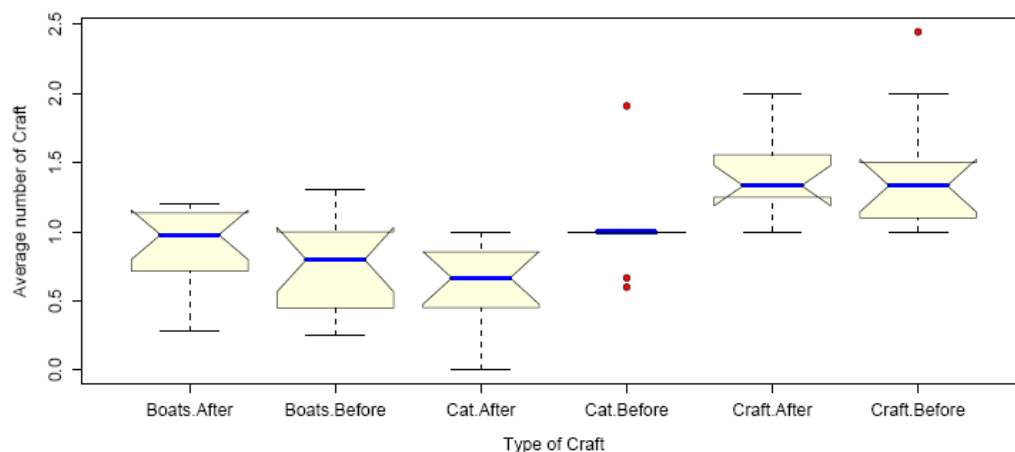 Average number of Craft
2.5
2.0
1.5
1.0
0.5
0.0
Boats.After Boats.Before Cat.After Cat.Before Craft.After Craft.Before
Type of Craft